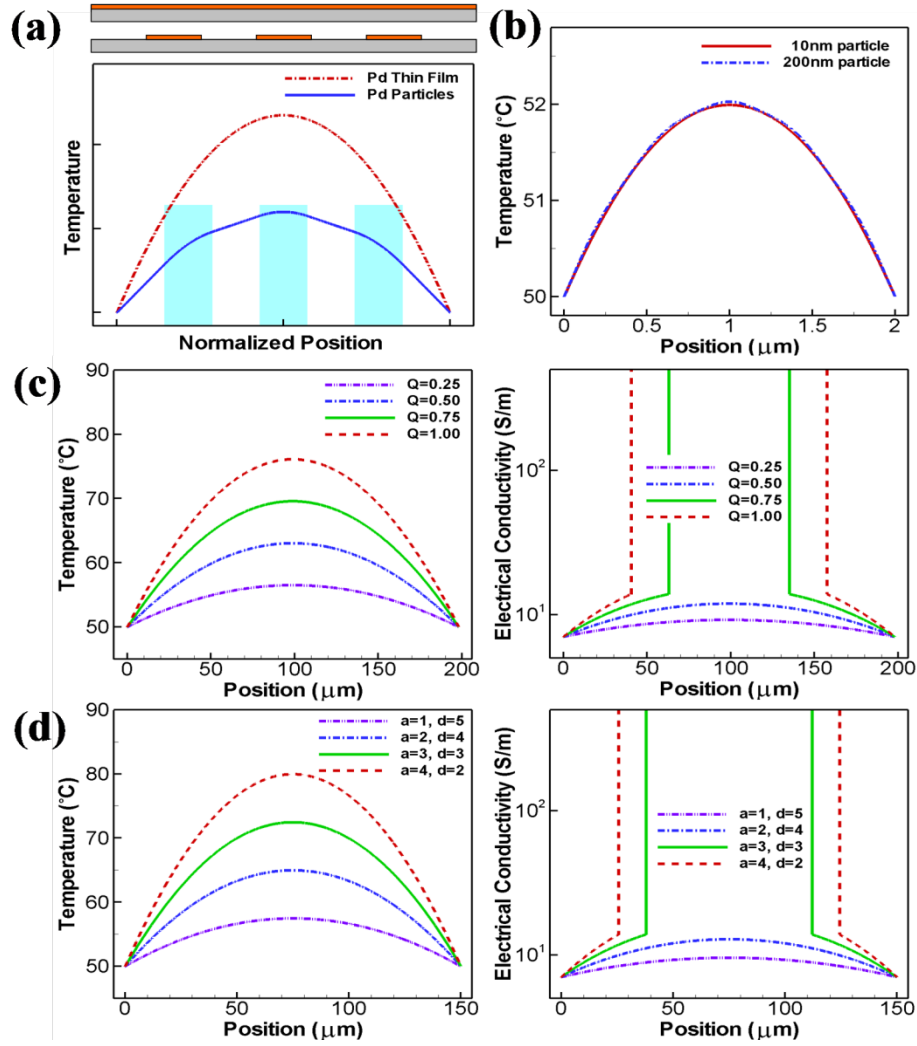 (a)
Pd Thin Film
Pd Particles
Temperature
Normalized Position
(b)
10nm particle
200nm particle
Temperature (°C)
52
51
50
0 0.5 1 1.5 2
Position (μm)
(c)
Q=0.25
Q=0.50
Q=0.75
Q=1.00
Temperature (°C)
90
80
70
60
50
0 50 100 150 200
Position (μm)
Q=0.25
Q=0.50
Q=0.75
Q=1.00
Electrical Conductivity (S/m)
10²
10¹
0 50 100 150 200
Position (μm)
(d)
a=1, d=5
a=2, d=4
a=3, d=3
a=4, d=2
Temperature (°C)
90
80
70
60
50
0 50 100 150
Position (μm)
a=1, d=5
a=2, d=4
a=3, d=3
a=4, d=2
Electrical Conductivity (S/m)
10²
10¹
0 50 100 150
Position (μm)